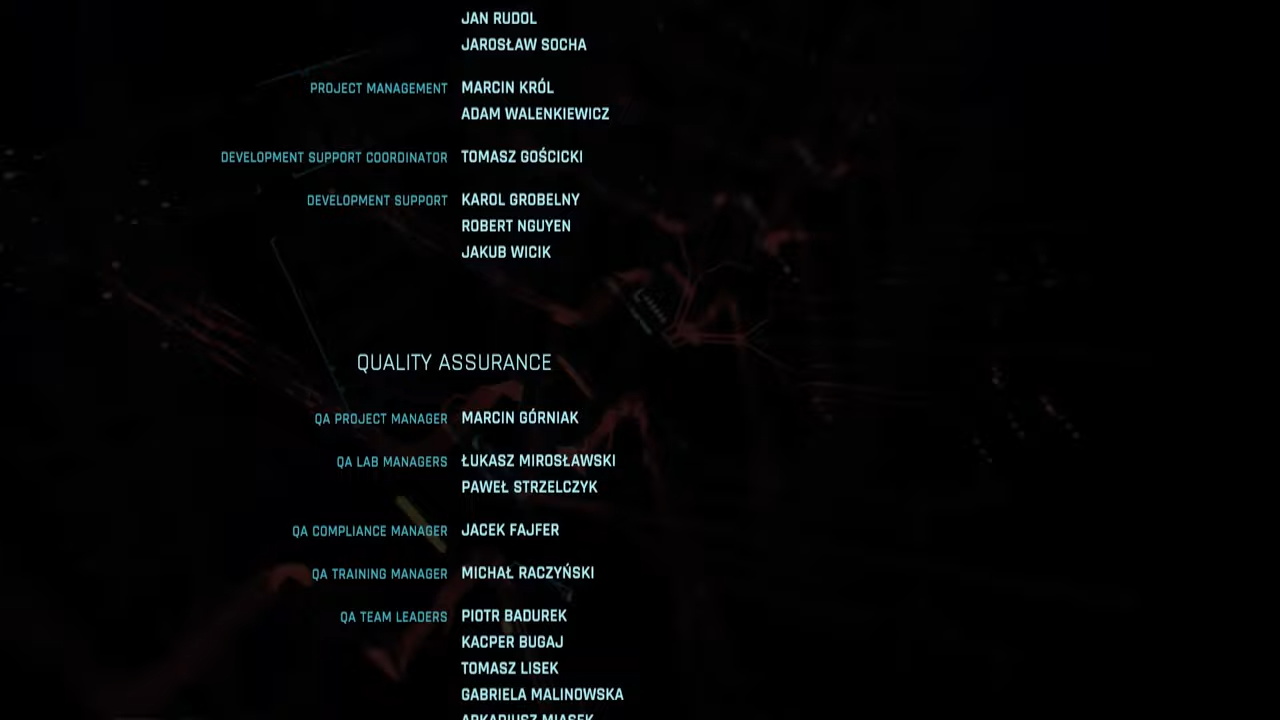 JAN RUDOL
JAROSŁAW SOCHA
PROJECT MANAGEMENT MARCIN KRÓL
ADAM WALENKIEWICZ
DEVELOPMENT SUPPORT COORDINATOR TOMASZ GOŚCICKI
DEVELOPMENT SUPPORT KAROL GROBELNY
ROBERT NGUYEN
JAKUB WICIK
QUALITY ASSURANCE
QA PROJECT MANAGER MARCIN GÓRNIAK
QA LAB MANAGERS ŁUKASZ MIROSŁAWSKI
PAWEŁ STRZELCZYK
QA COMPLIANCE MANAGER JACEK FAJFER
QA TRAINING MANAGER MICHAŁ RACZYŃSKI
QA TEAM LEADERS PIOTR BADUREK
KACPER BUGAJ
TOMASZ LISEK
GABRIELA MALINOWSKA
ARKADIUSZ MIASEK